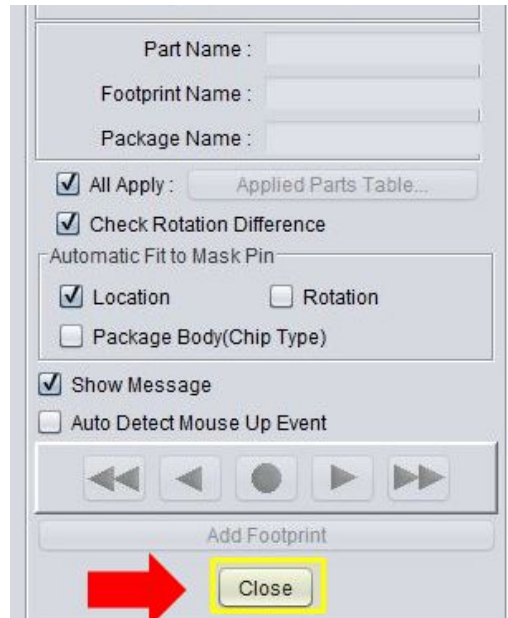 Part Name :
Footprint Name :
Package Name :
All Apply : Applied Parts Table...
Check Rotation Difference
Automatic Fit to Mask Pin
Location Rotation
Package Body(Chip Type)
Show Message
Auto Detect Mouse Up Event
Add Footprint
Close